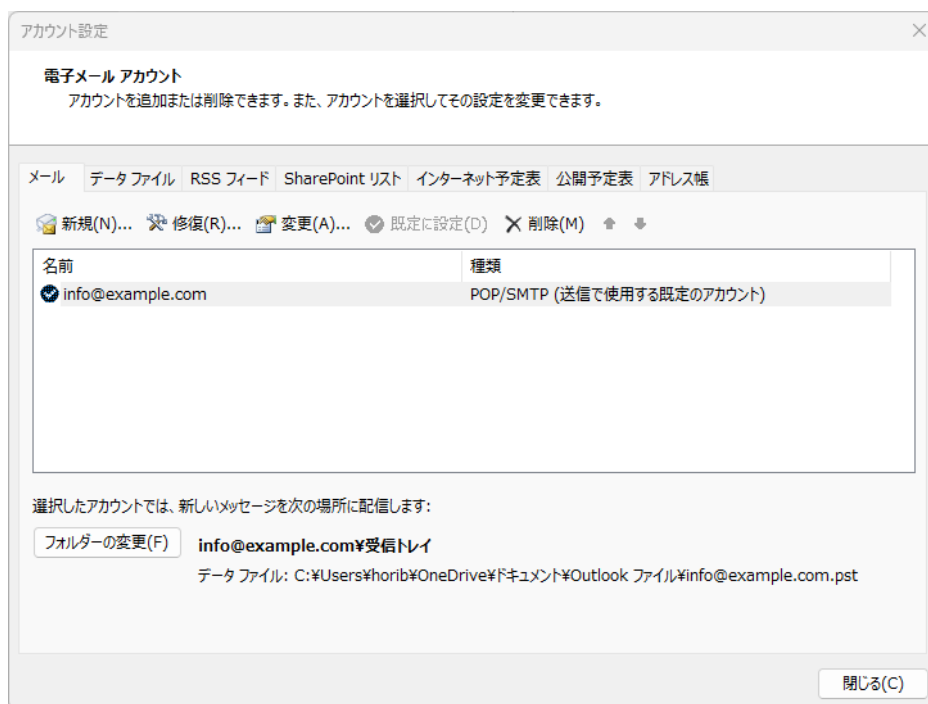 アカウント設定
電子メール アカウント
アカウントを追加または削除できます。また、アカウントを選択してその設定を変更できます。
メール データ ファイル RSS フィード SharePoint リスト インターネット予定表 公開予定表 アドレス帳
新規(N)... 修復(R)... 変更(A)... 既定に設定(D) 削除(M)
名前 種類
info@example.com POP/SMTP (送信で使用する既定のアカウント)
選択したアカウントでは、新しいメッセージを次の場所に配信します:
フォルダーの変更(F) info@example.com¥受信トレイ
データ ファイル: C:¥Users¥horib¥OneDrive¥ドキュメント¥Outlook ファイル¥info@example.com.pst
閉じる(C)